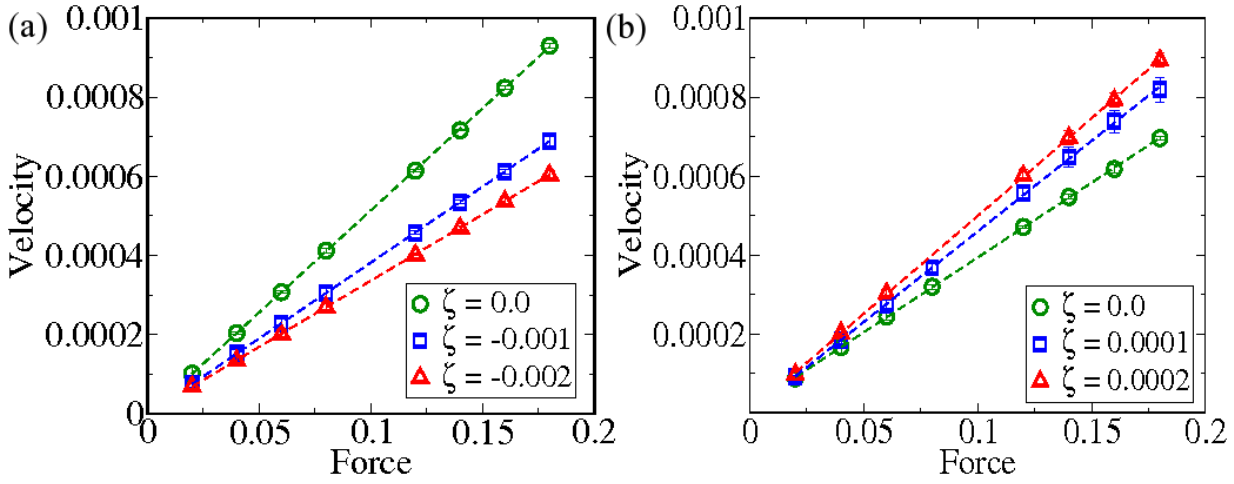 (a)
0.001
0.0008
0.0006
0.0004
0.0002
0
Velocity
0
0.05
0.1
0.15
0.2
Force
ζ = 0.0
ζ = -0.001
ζ = -0.002
(b)
0.001
0.0008
0.0006
0.0004
0.0002
Velocity
0
0.05
0.1
0.15
0.2
Force
ζ = 0.0
ζ = 0.0001
ζ = 0.0002